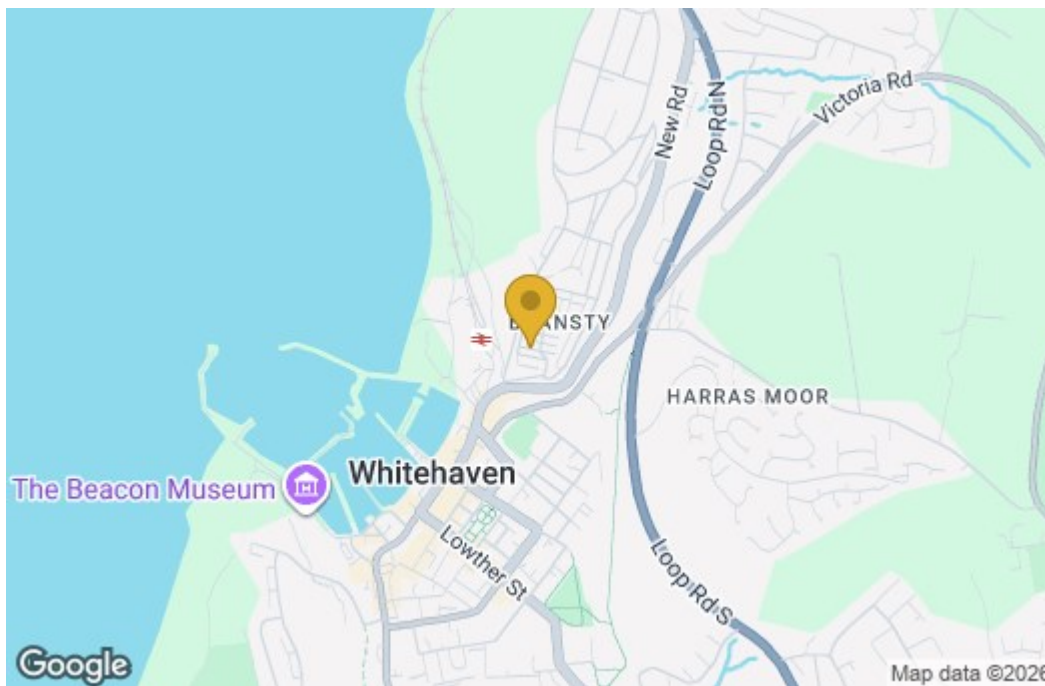 New Rd
Loop Rd N
Victoria Rd
BRANSTY
HARRAS MOOR
Whitehaven
The Beacon Museum
Lowther St
Loop Rd S
Google
Map data ©2026